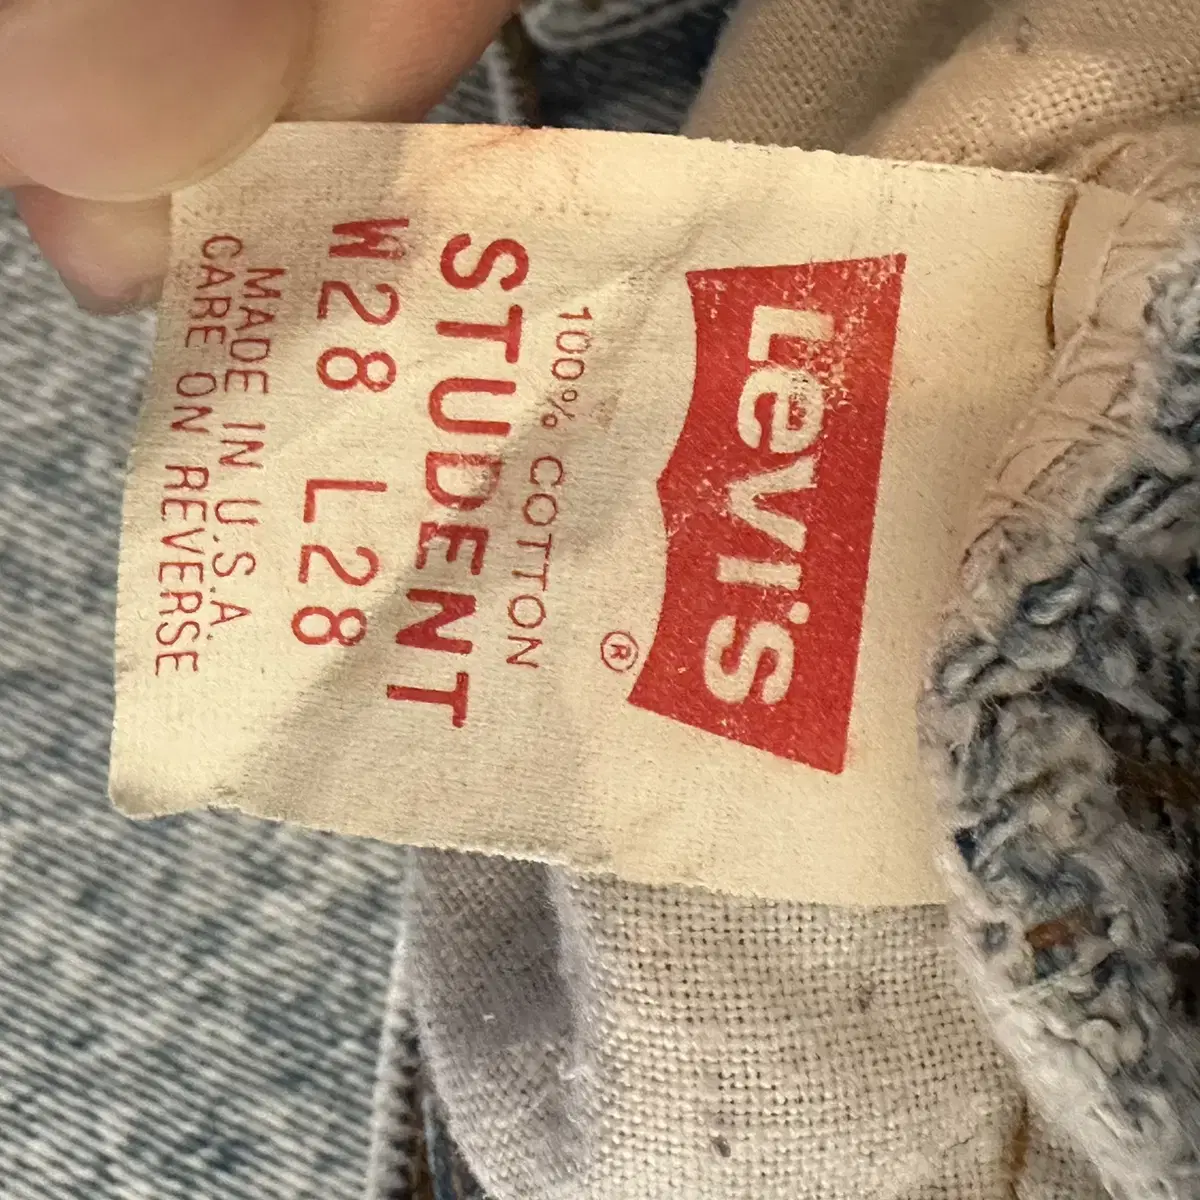 Levi's
®
100% COTTON
STUDENT
W28 L28
MADE IN U.S.A.
CARE ON REVERSE